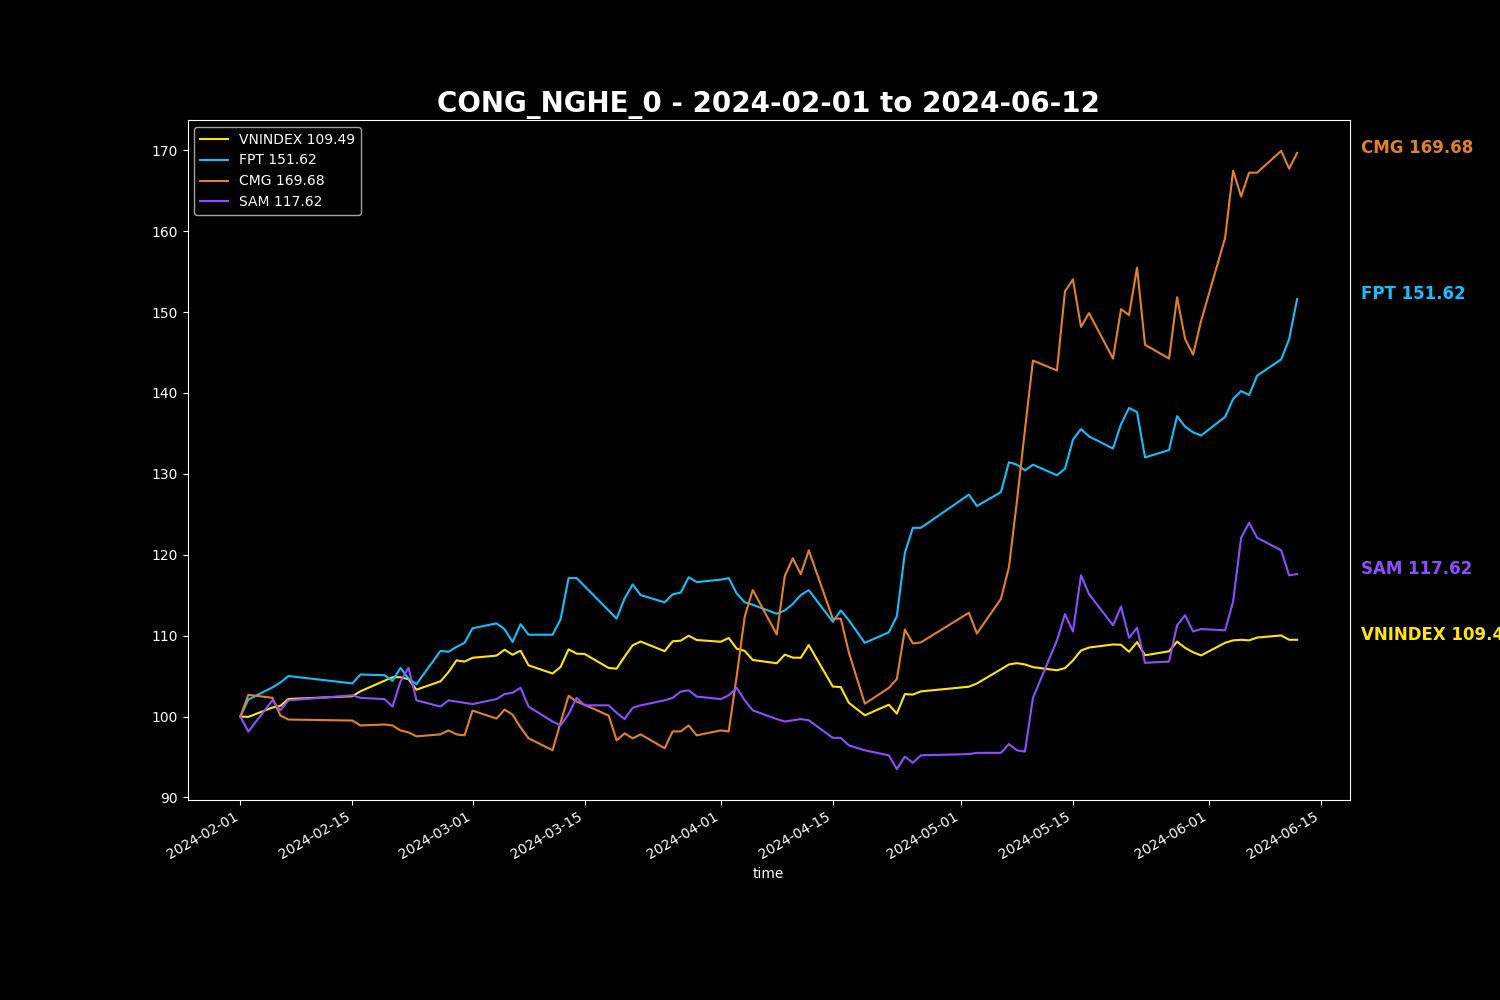 CONG_NGHE_0 - 2024-02-01 to 2024-06-12
VNINDEX 109.49
FPT 151.62
CMG 169.68
SAM 117.62
170
160
150
140
130
120
110
100
90
CMG 169.68
FPT 151.62
SAM 117.62
VNINDEX 109.4
2024-02-01
2024-02-15
2024-03-01
2024-03-15
2024-04-01
2024-04-15
2024-05-01
2024-05-15
2024-06-01
2024-06-15
time